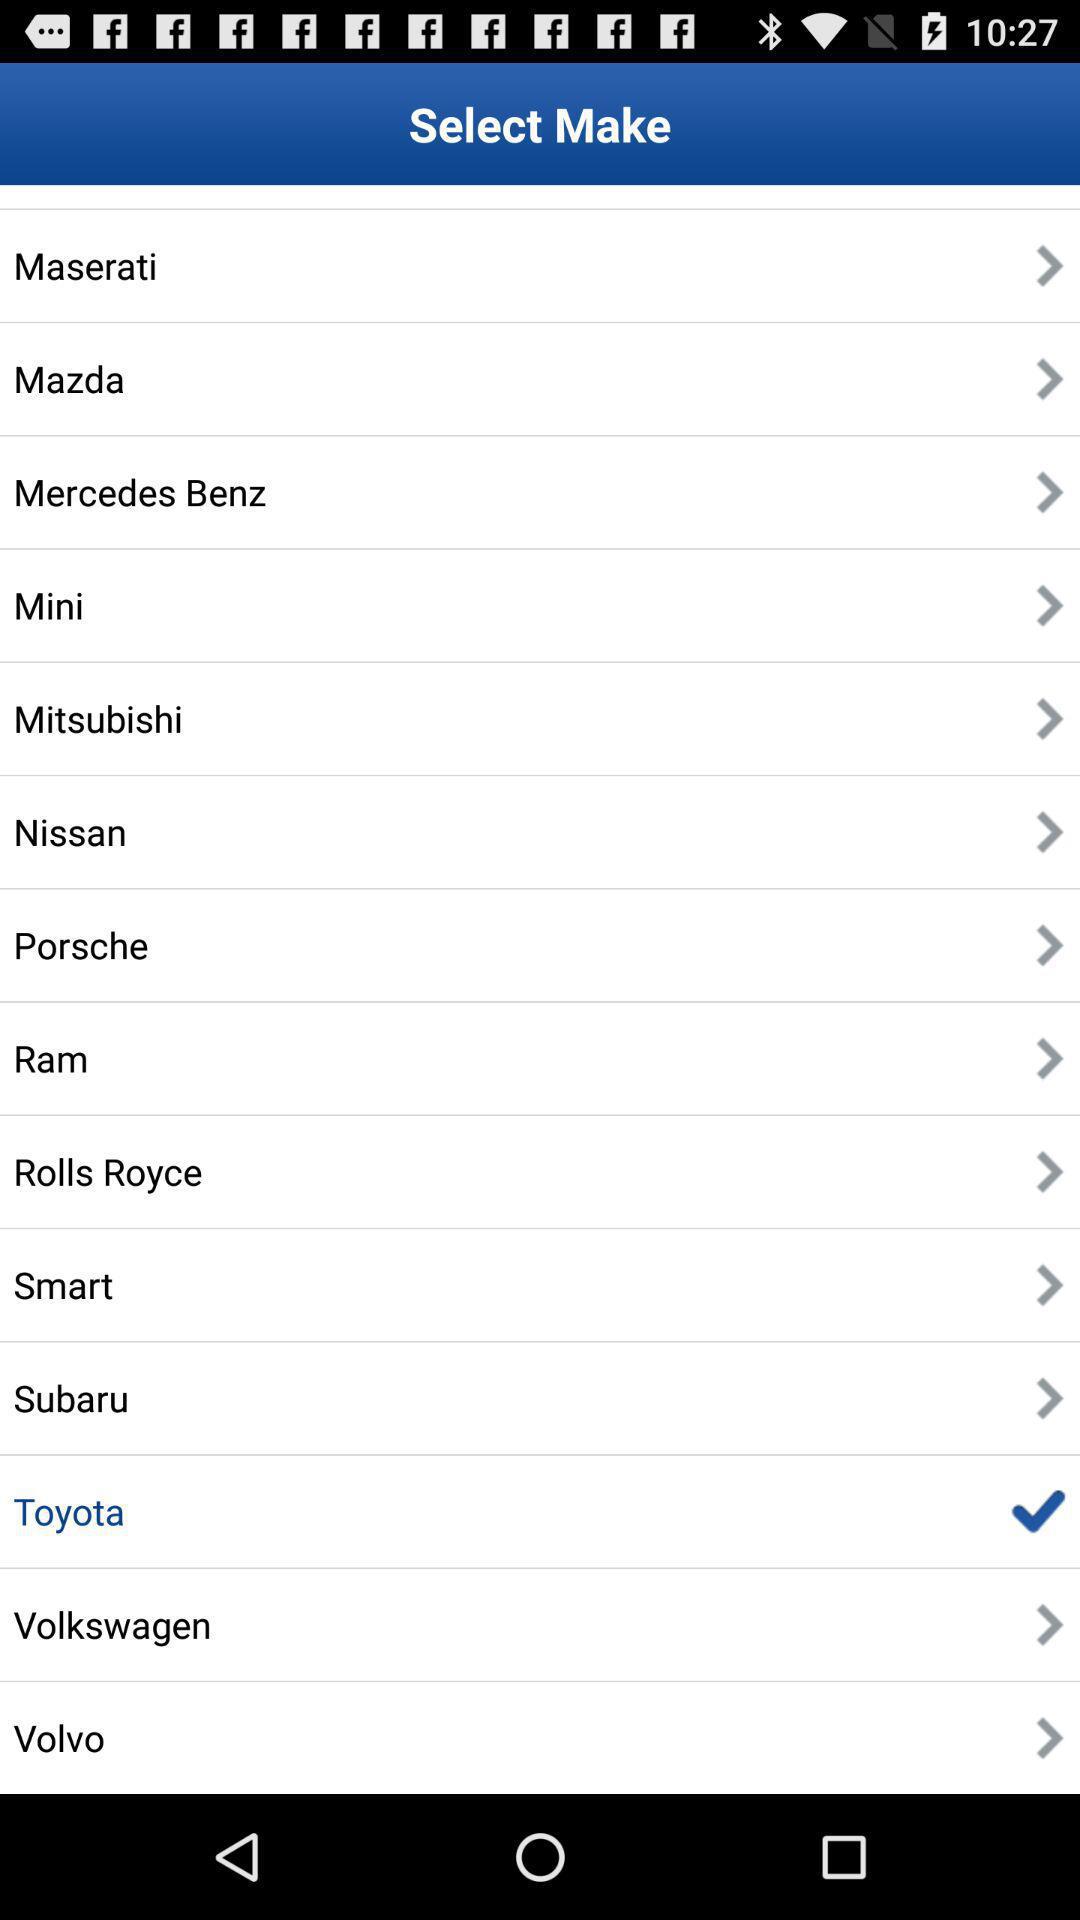 10:27
Select Make
Maserati
Mazda
Mercedes Benz
Mini
Mitsubishi
Nissan
Porsche
Ram
Rolls Royce
Smart
Subaru
Toyota
Volkswagen
Volvo